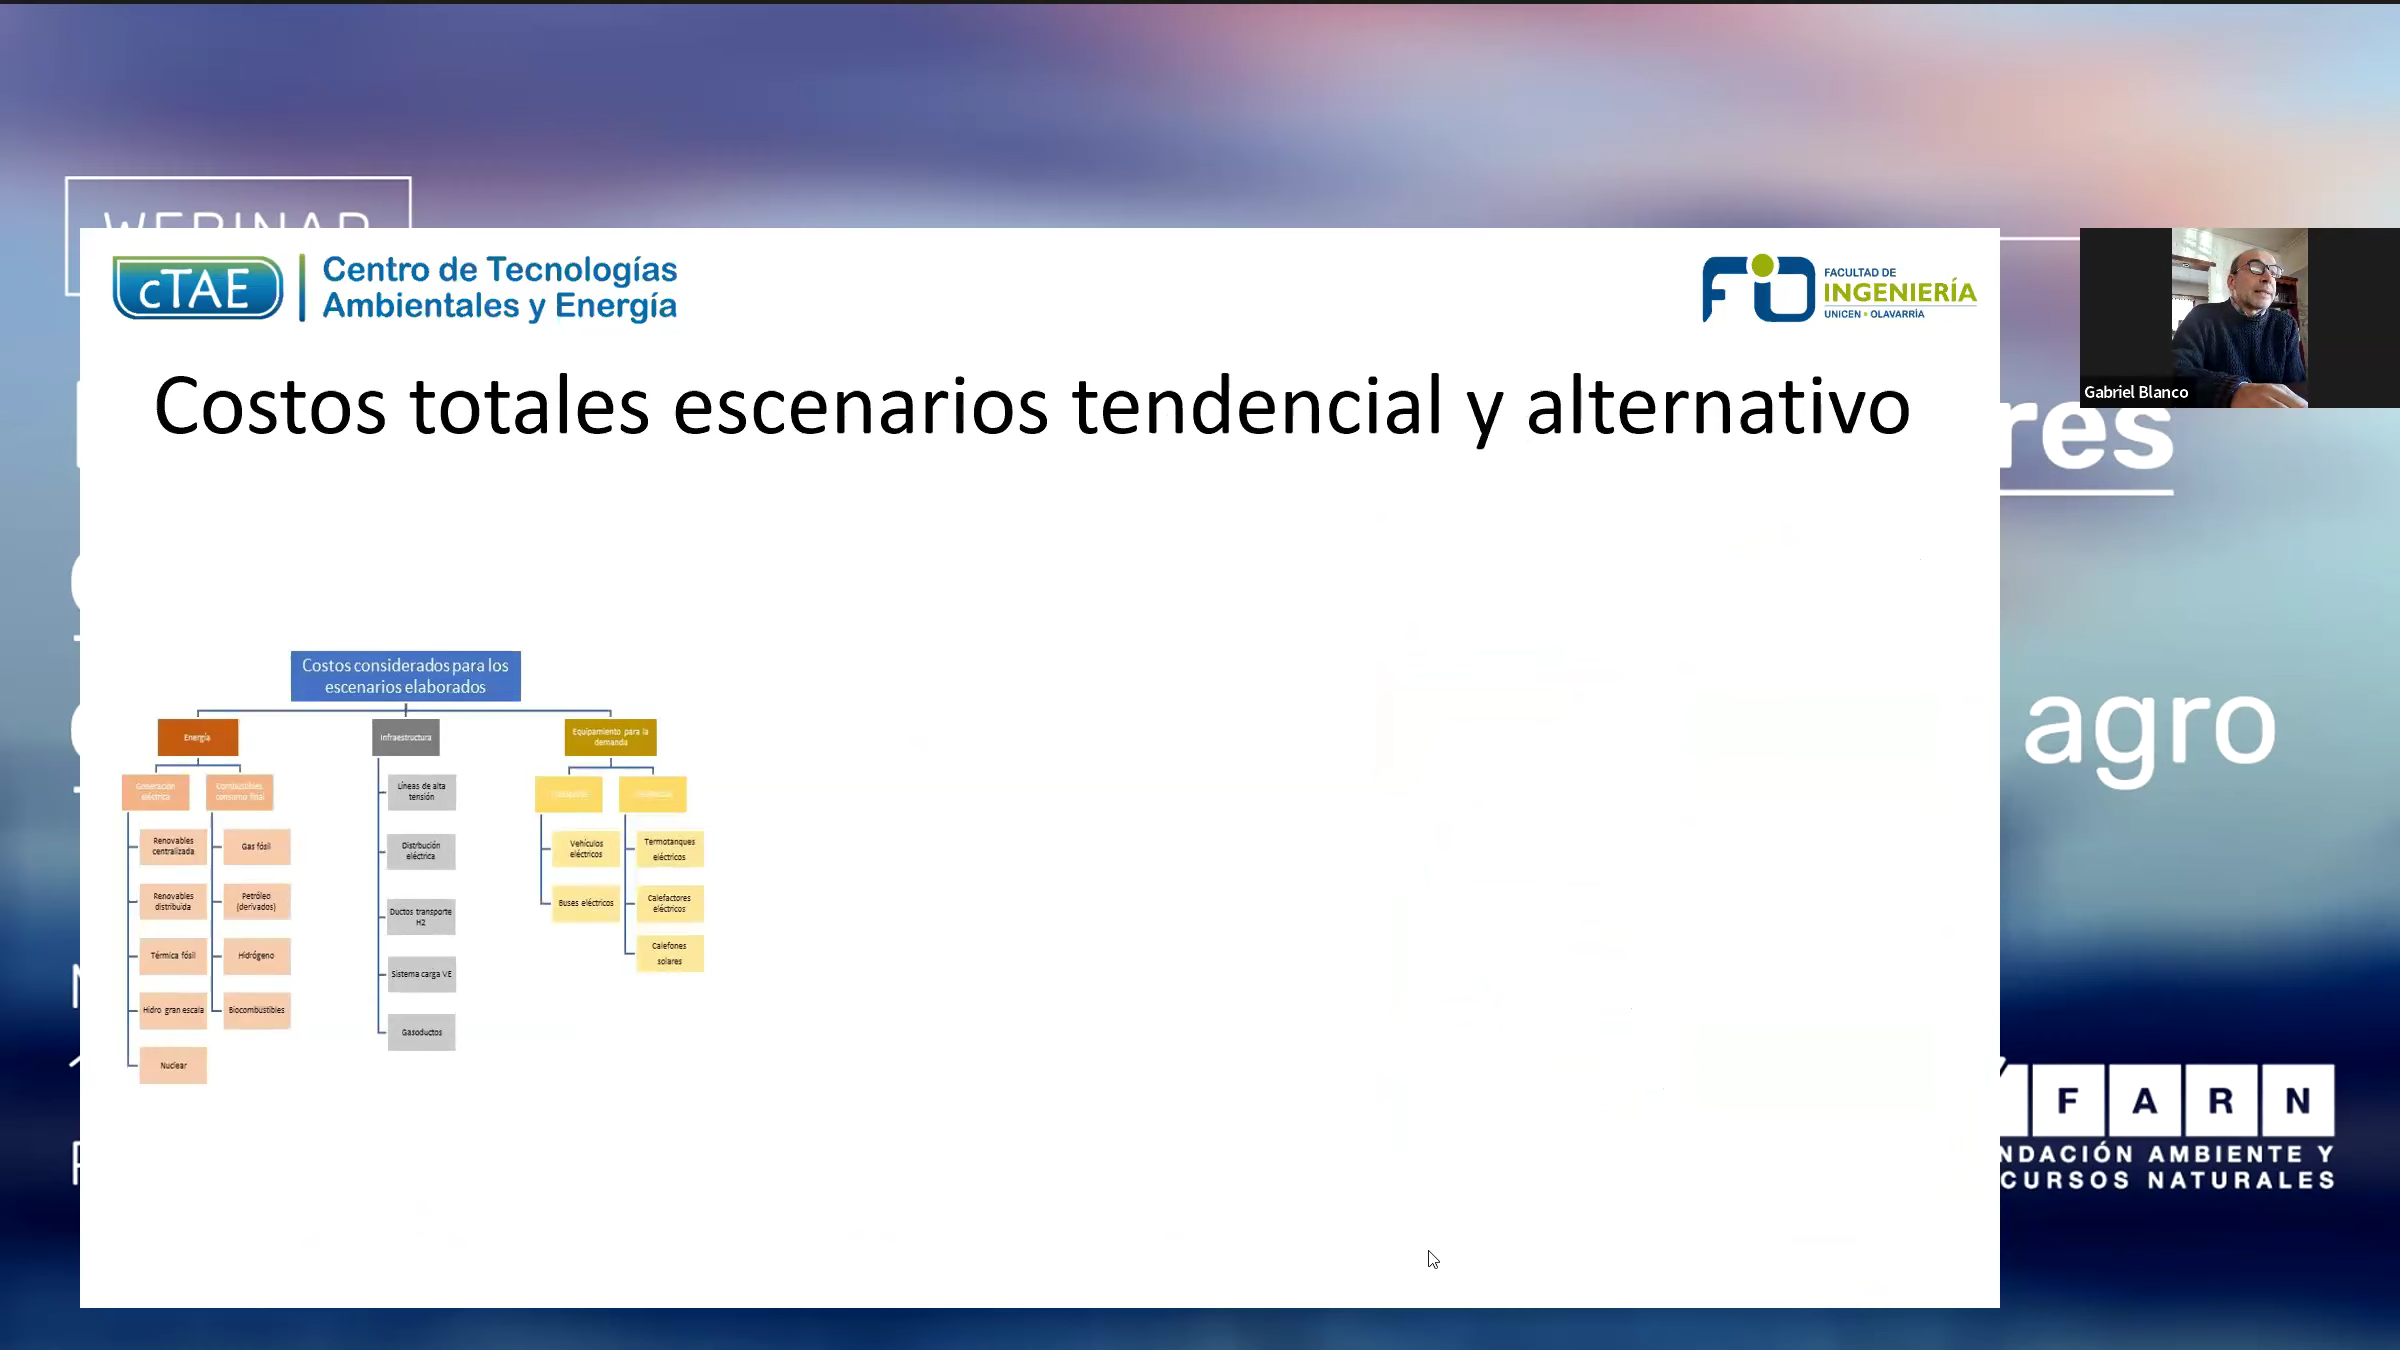 WEBINAR
cTAE
Centro de Tecnologías
Ambientales y Energía
FIO
FACULTAD DE
INGENIERÍA
UNICEN • OLAVARRÍA
Gabriel Blanco
Costos totales escenarios tendencial y alternativo
res
agro
Costos considerados para los
escenarios elaborados
Energía
Infraestructura
Equipamiento para la
demanda
Generación
eléctrica
Combustibles
consumo final
Renovables
centralizada
Renovables
distribuida
Térmica fósil
Hidro gran escala
Nuclear
Gas fósil
Petróleo
(derivados)
Hidrógeno
Biocombustibles
Líneas de alta
tensión
Distribución
eléctrica
Ductos transporte
H2
Sistema carga VE
Gasoductos
Vehículos
eléctricos
Buses eléctricos
Termotanques
eléctricos
Calefactores
eléctricos
Calefones
solares
F A R N
NDACIÓN AMBIENTE Y
CURSOS NATURALES